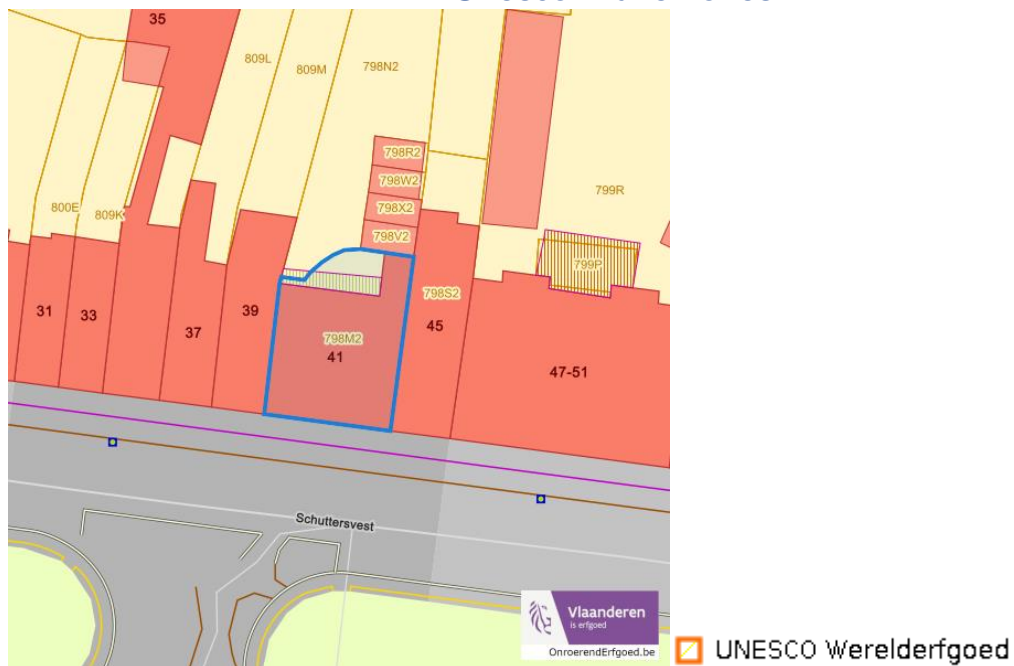 35
809L
809M
798N2
798R2
798W2
799R
800E
809K
798X2
798V2
799P
798S2
31
33
37
39
798M2
45
41
47-51
Schuttersvest
Vlaanderen
is erfgoed
OnroerendErfgoed.be
UNESCO Werelderfgoed